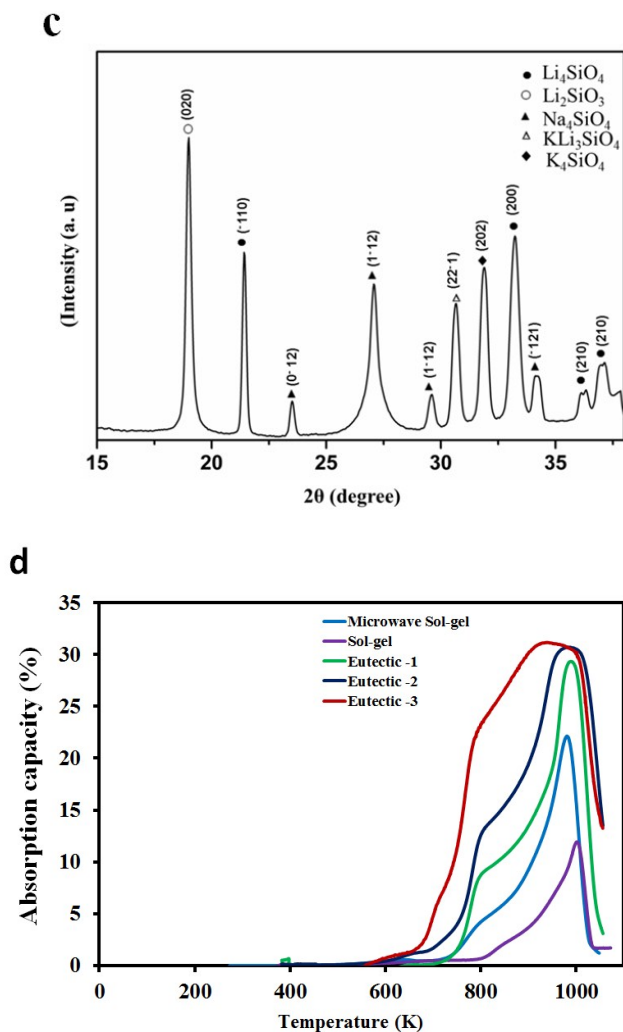 c
● Li₄SiO₄
○ Li₂SiO₃
▲ Na₄SiO₄
△ KLi₃SiO₄
◆ K₄SiO₄
(020)
(-110)
(0-12)
(1-12)
(1-12)
(22-1)
(202)
(200)
(-121)
(210)
(210)
(Intensity (a. u)
15 20 25 30 35
2θ (degree)
d
Microwave Sol-gel
Sol-gel
Eutectic -1
Eutectic -2
Eutectic -3
Absorption capacity (%)
35
30
25
20
15
10
5
0
0 200 400 600 800 1000
Temperature (K)